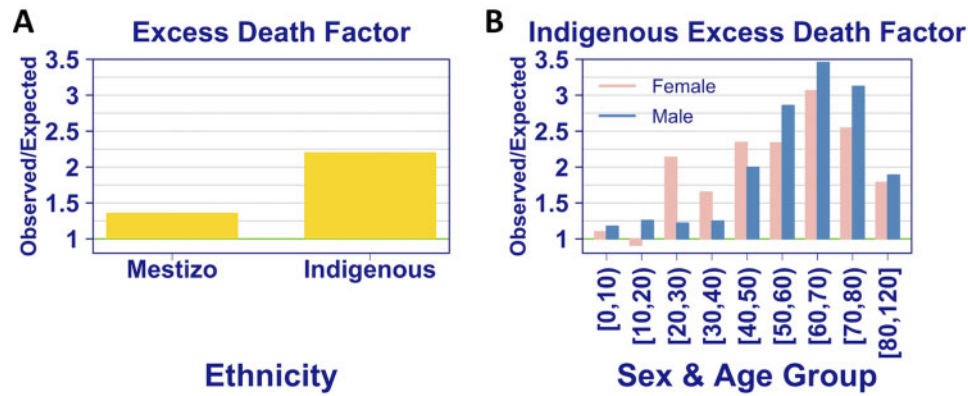 A
Excess Death Factor
Observed/Expected
3.5
3
2.5
2
1.5
1
Mestizo
Indigenous
Ethnicity
B
Indigenous Excess Death Factor
Observed/Expected
3.5
3
2.5
2
1.5
1
Female
Male
[0,10)
[10,20)
[20,30)
[30,40)
[40,50)
[50,60)
[60,70)
[70,80)
[80,120]
Sex & Age Group